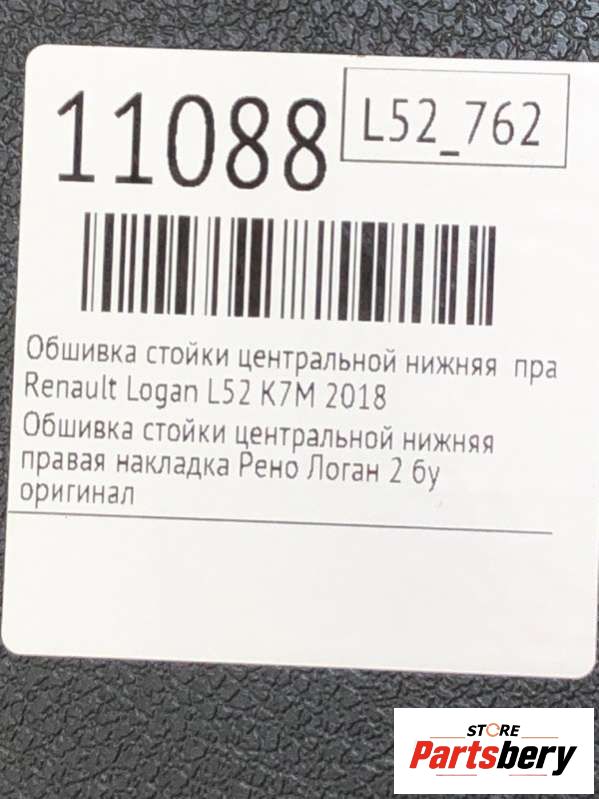 11088
L52_762
Обшивка стойки центральной нижняя пра
Renault Logan L52 K7M 2018
Обшивка стойки центральной нижняя
правая накладка Рено Логан 2 бу
оригинал
STORE
Partsbery